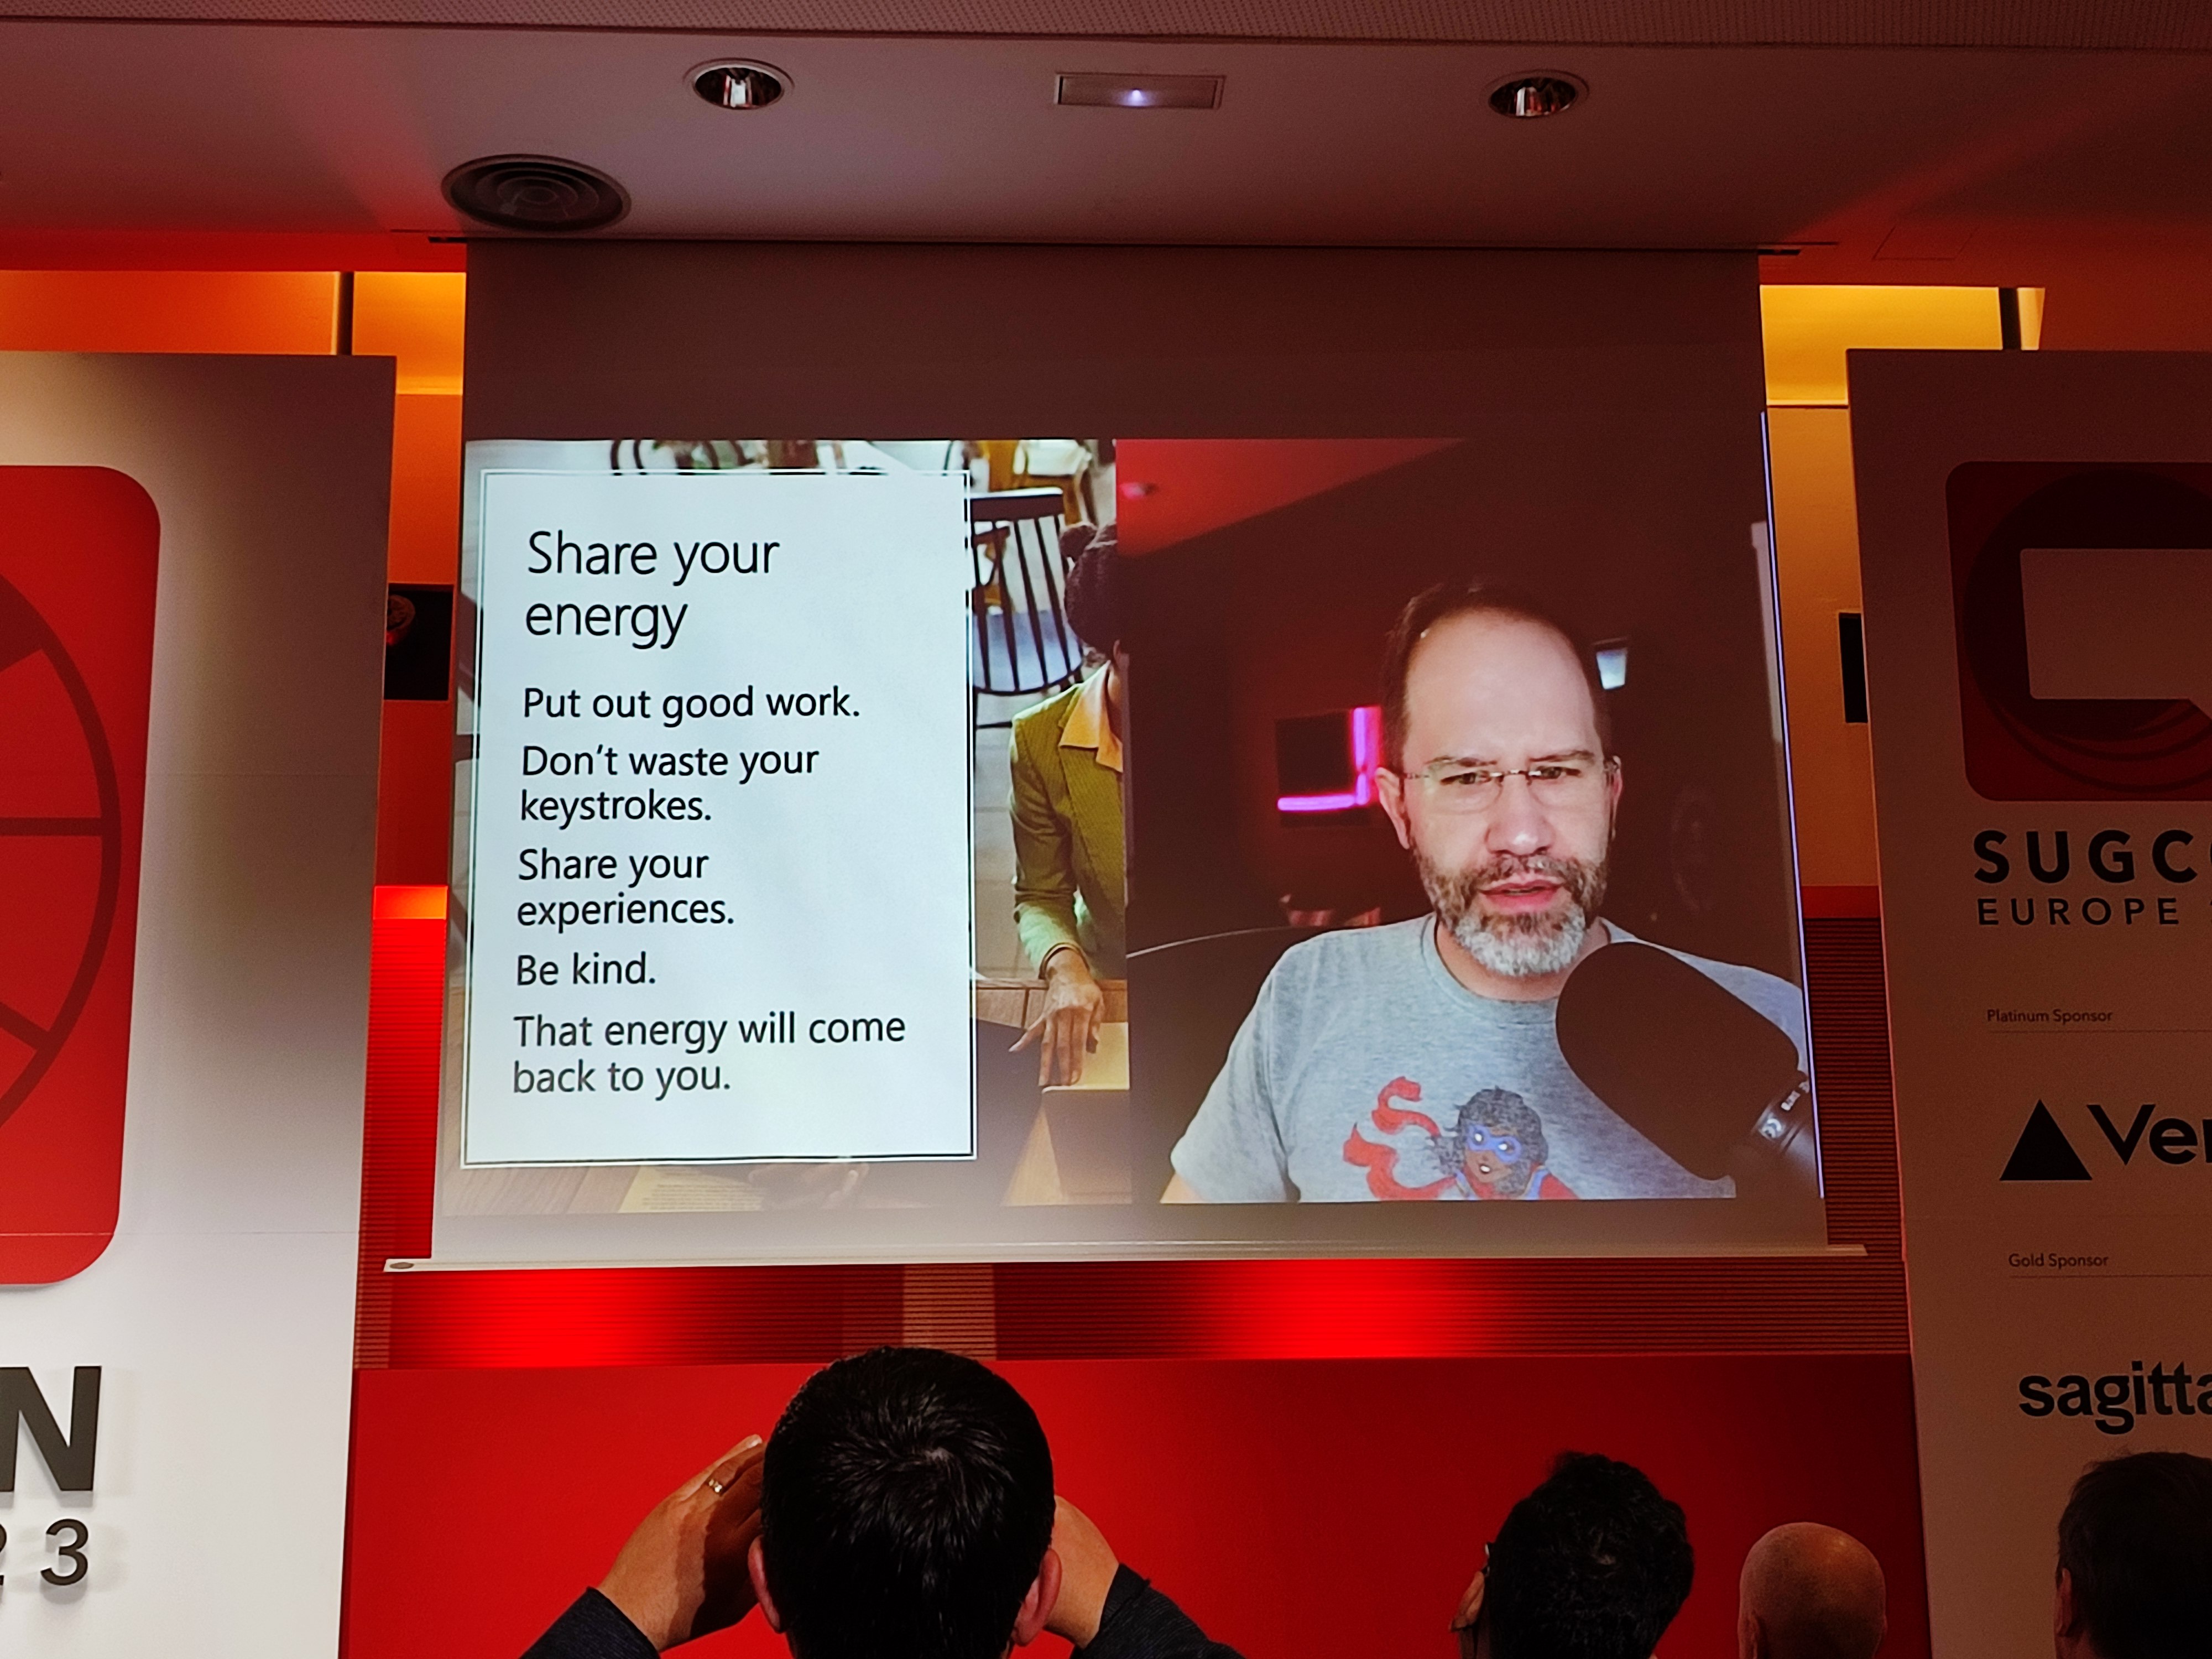 Share your
energy
Put out good work.
Don't waste your
keystrokes.
Share your
experiences.
Be kind.
That energy will come
back to you.
SUGC
EUROPE
Platinum Sponsor
Ver
Gold Sponsor
sagitta
N
23